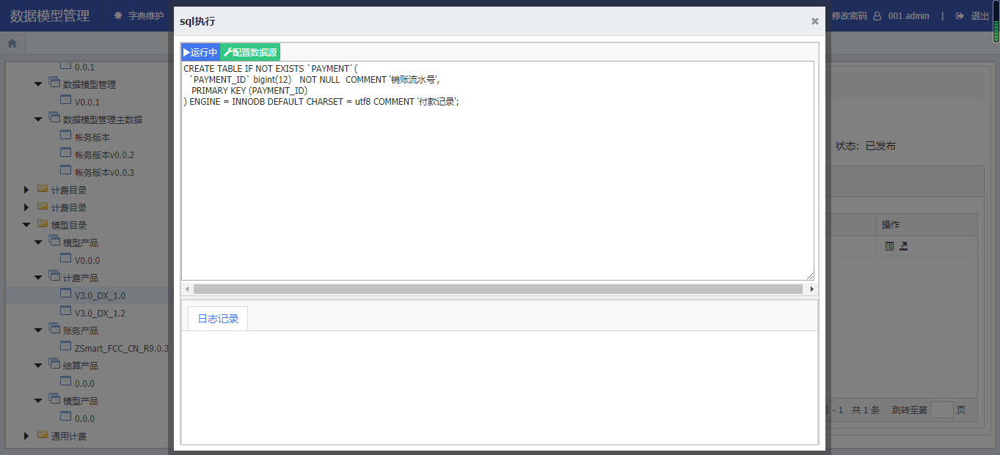 数据模型管理
字典维护
修改密码 001 admin | 退出
sql执行
运行中 配置数据源
CREATE TABLE IF NOT EXISTS `PAYMENT`(
`PAYMENT_ID` bigint(12) NOT NULL COMMENT '销账流水号',
PRIMARY KEY (PAYMENT_ID)
) ENGINE = INNODB DEFAULT CHARSET = utf8 COMMENT '付款记录';
日志记录
0.0.1
数据模型管理
V0.0.1
数据模型管理主数据
帐务版本
帐务版本v0.0.2
帐务版本v0.0.3
计费目录
计费目录
模型目录
模型产品
V0.0.0
计费产品
V3.0_DX_1.0
V3.0_DX_1.2
账务产品
ZSmart_FCC_CN_R9.0.3
结算产品
0.0.0
模型产品
0.0.0
通用计费
状态：已发布
操作
1 - 1 共 1 条 跳转至第 页